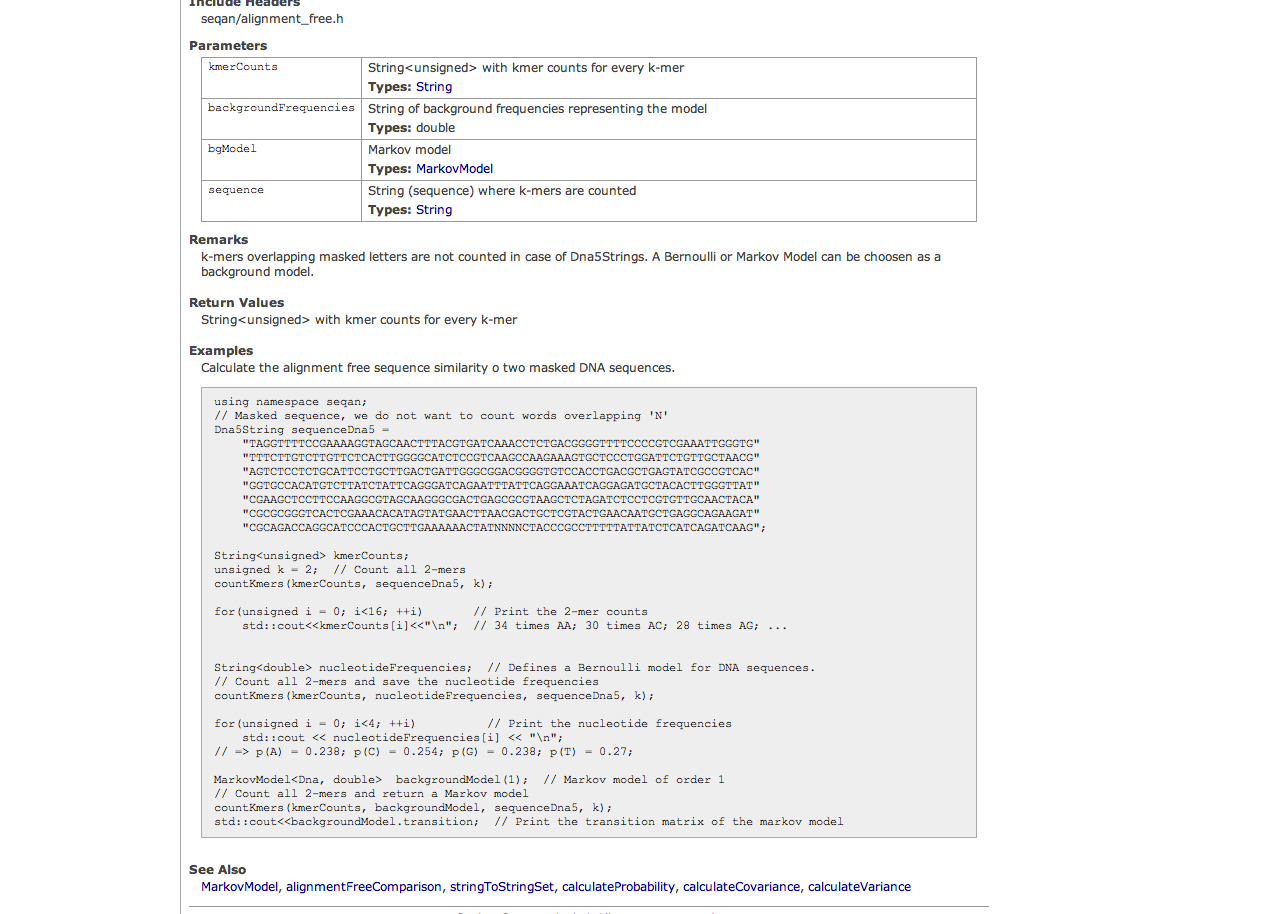 Include Headers
seqan/alignment_free.h
Parameters
kmerCounts
String<unsigned> with kmer counts for every k-mer
Types: String
backgroundFrequencies
String of background frequencies representing the model
Types: double
bgModel
Markov model
Types: MarkovModel
sequence
String (sequence) where k-mers are counted
Types: String
Remarks
k-mers overlapping masked letters are not counted in case of Dna5Strings. A Bernoulli or Markov Model can be choosen as a
background model.
Return Values
String<unsigned> with kmer counts for every k-mer
Examples
Calculate the alignment free sequence similarity o two masked DNA sequences.
using namespace seqan;
// Masked sequence, we do not want to count words overlapping 'N'
Dna5String sequenceDna5 =
"TAGGTTTTCCGAAAAGGTAGCAACTTTACGTGATCAAACCTCTGACGGGGTTTTCCCCGTCGAAATTGGGTG"
"TTTCTTGTCTTGTTCTCACTTGGGGCATCTCCGTCAAGCCAAGAAAGTGCTCCCTGGATTCTGTTGCTAACG"
"AGTCTCCTCTGCATTCCTGCTTGACTGATTGGGCGGACGGGGTGTCCACCTGACGCTGAGTATCGCCGTCAC"
"GGTGCCACATGTCTTATCTATTCAGGGATCAGAATTTATTCAGGAAATCAGGAGATGCTACACTTGGGTTAT"
"CGAAGCTCCTTCCAAGGCGTAGCAAGGGCGACTGAGCGCGTAAGCTCTAGATCTCCTCGTGTTGCAACTACA"
"CGCGCGGGTCACTCGAAACACATAGTATGAACTTAACGACTGCTCGTACTGAACAATGCTGAGGCAGAAGAT"
"CGCAGACCAGGCATCCCACTGCTTGAAAAAACTATNNNNCTACCCGCCTTTTTATTATCTCATCAGATCAAG";
String<unsigned> kmerCounts;
unsigned k = 2;  // Count all 2-mers
countKmers(kmerCounts, sequenceDna5, k);
for(unsigned i = 0; i<16; ++i)       // Print the 2-mer counts
std::cout<<kmerCounts[i]<<"\n";  // 34 times AA; 30 times AC; 28 times AG; ...
String<double> nucleotideFrequencies;  // Defines a Bernoulli model for DNA sequences.
// Count all 2-mers and save the nucleotide frequencies
countKmers(kmerCounts, nucleotideFrequencies, sequenceDna5, k);
for(unsigned i = 0; i<4; ++i)          // Print the nucleotide frequencies
std::cout << nucleotideFrequencies[i] << "\n";
// => p(A) = 0.238; p(C) = 0.254; p(G) = 0.238; p(T) = 0.27;
MarkovModel<Dna, double>  backgroundModel(1);  // Markov model of order 1
// Count all 2-mers and return a Markov model
countKmers(kmerCounts, backgroundModel, sequenceDna5, k);
std::cout<<backgroundModel.transition;  // Print the transition matrix of the markov model
See Also
MarkovModel, alignmentFreeComparison, stringToStringSet, calculateProbability, calculateCovariance, calculateVariance